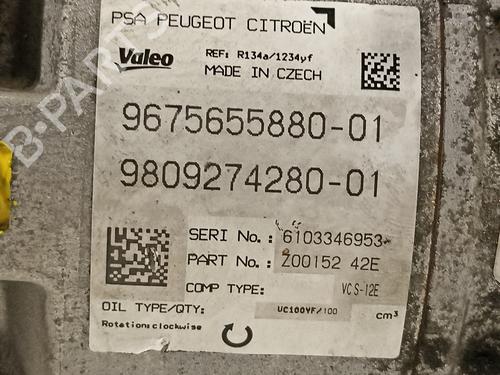 PSA PEUGEOT CITROËN
Valeo
REF: R134a/1234yf
MADE IN CZECH
9675655880-01
9809274280-01
SERI No.: 6103346953
PART No.: Z00152 42E
COMP TYPE: VCS-12E
OIL TYPE/QTY: UC100YF/100 cm³
Rotation:clockwise
B-PARTS